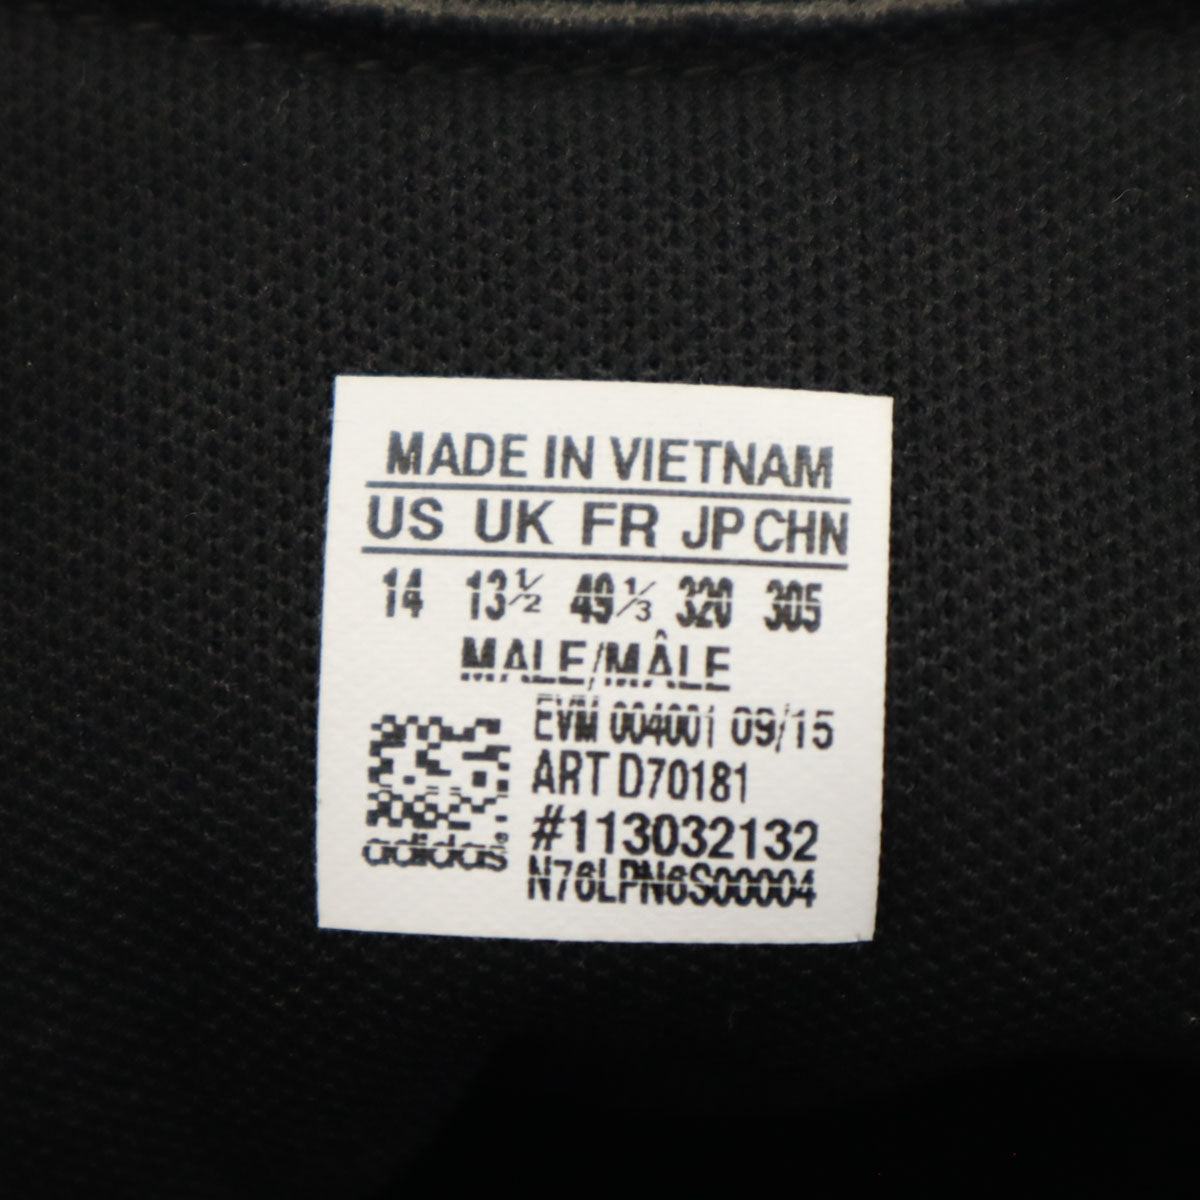 MADE IN VIETNAM
US UK FR JP CHN
14 13½ 49⅓ 320 305
MALE/MÂLE
EVM 004001 09/15
ART D70181
#113032132
adidas®
N76LPN6S00004